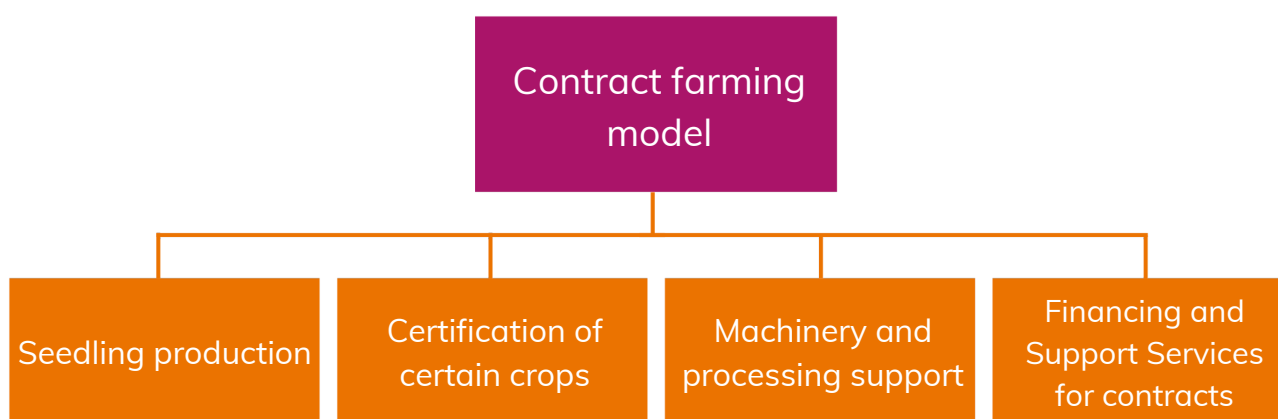 Contract farming
model
Seedling production
Certification of
certain crops
Machinery and
processing support
Financing and
Support Services
for contracts